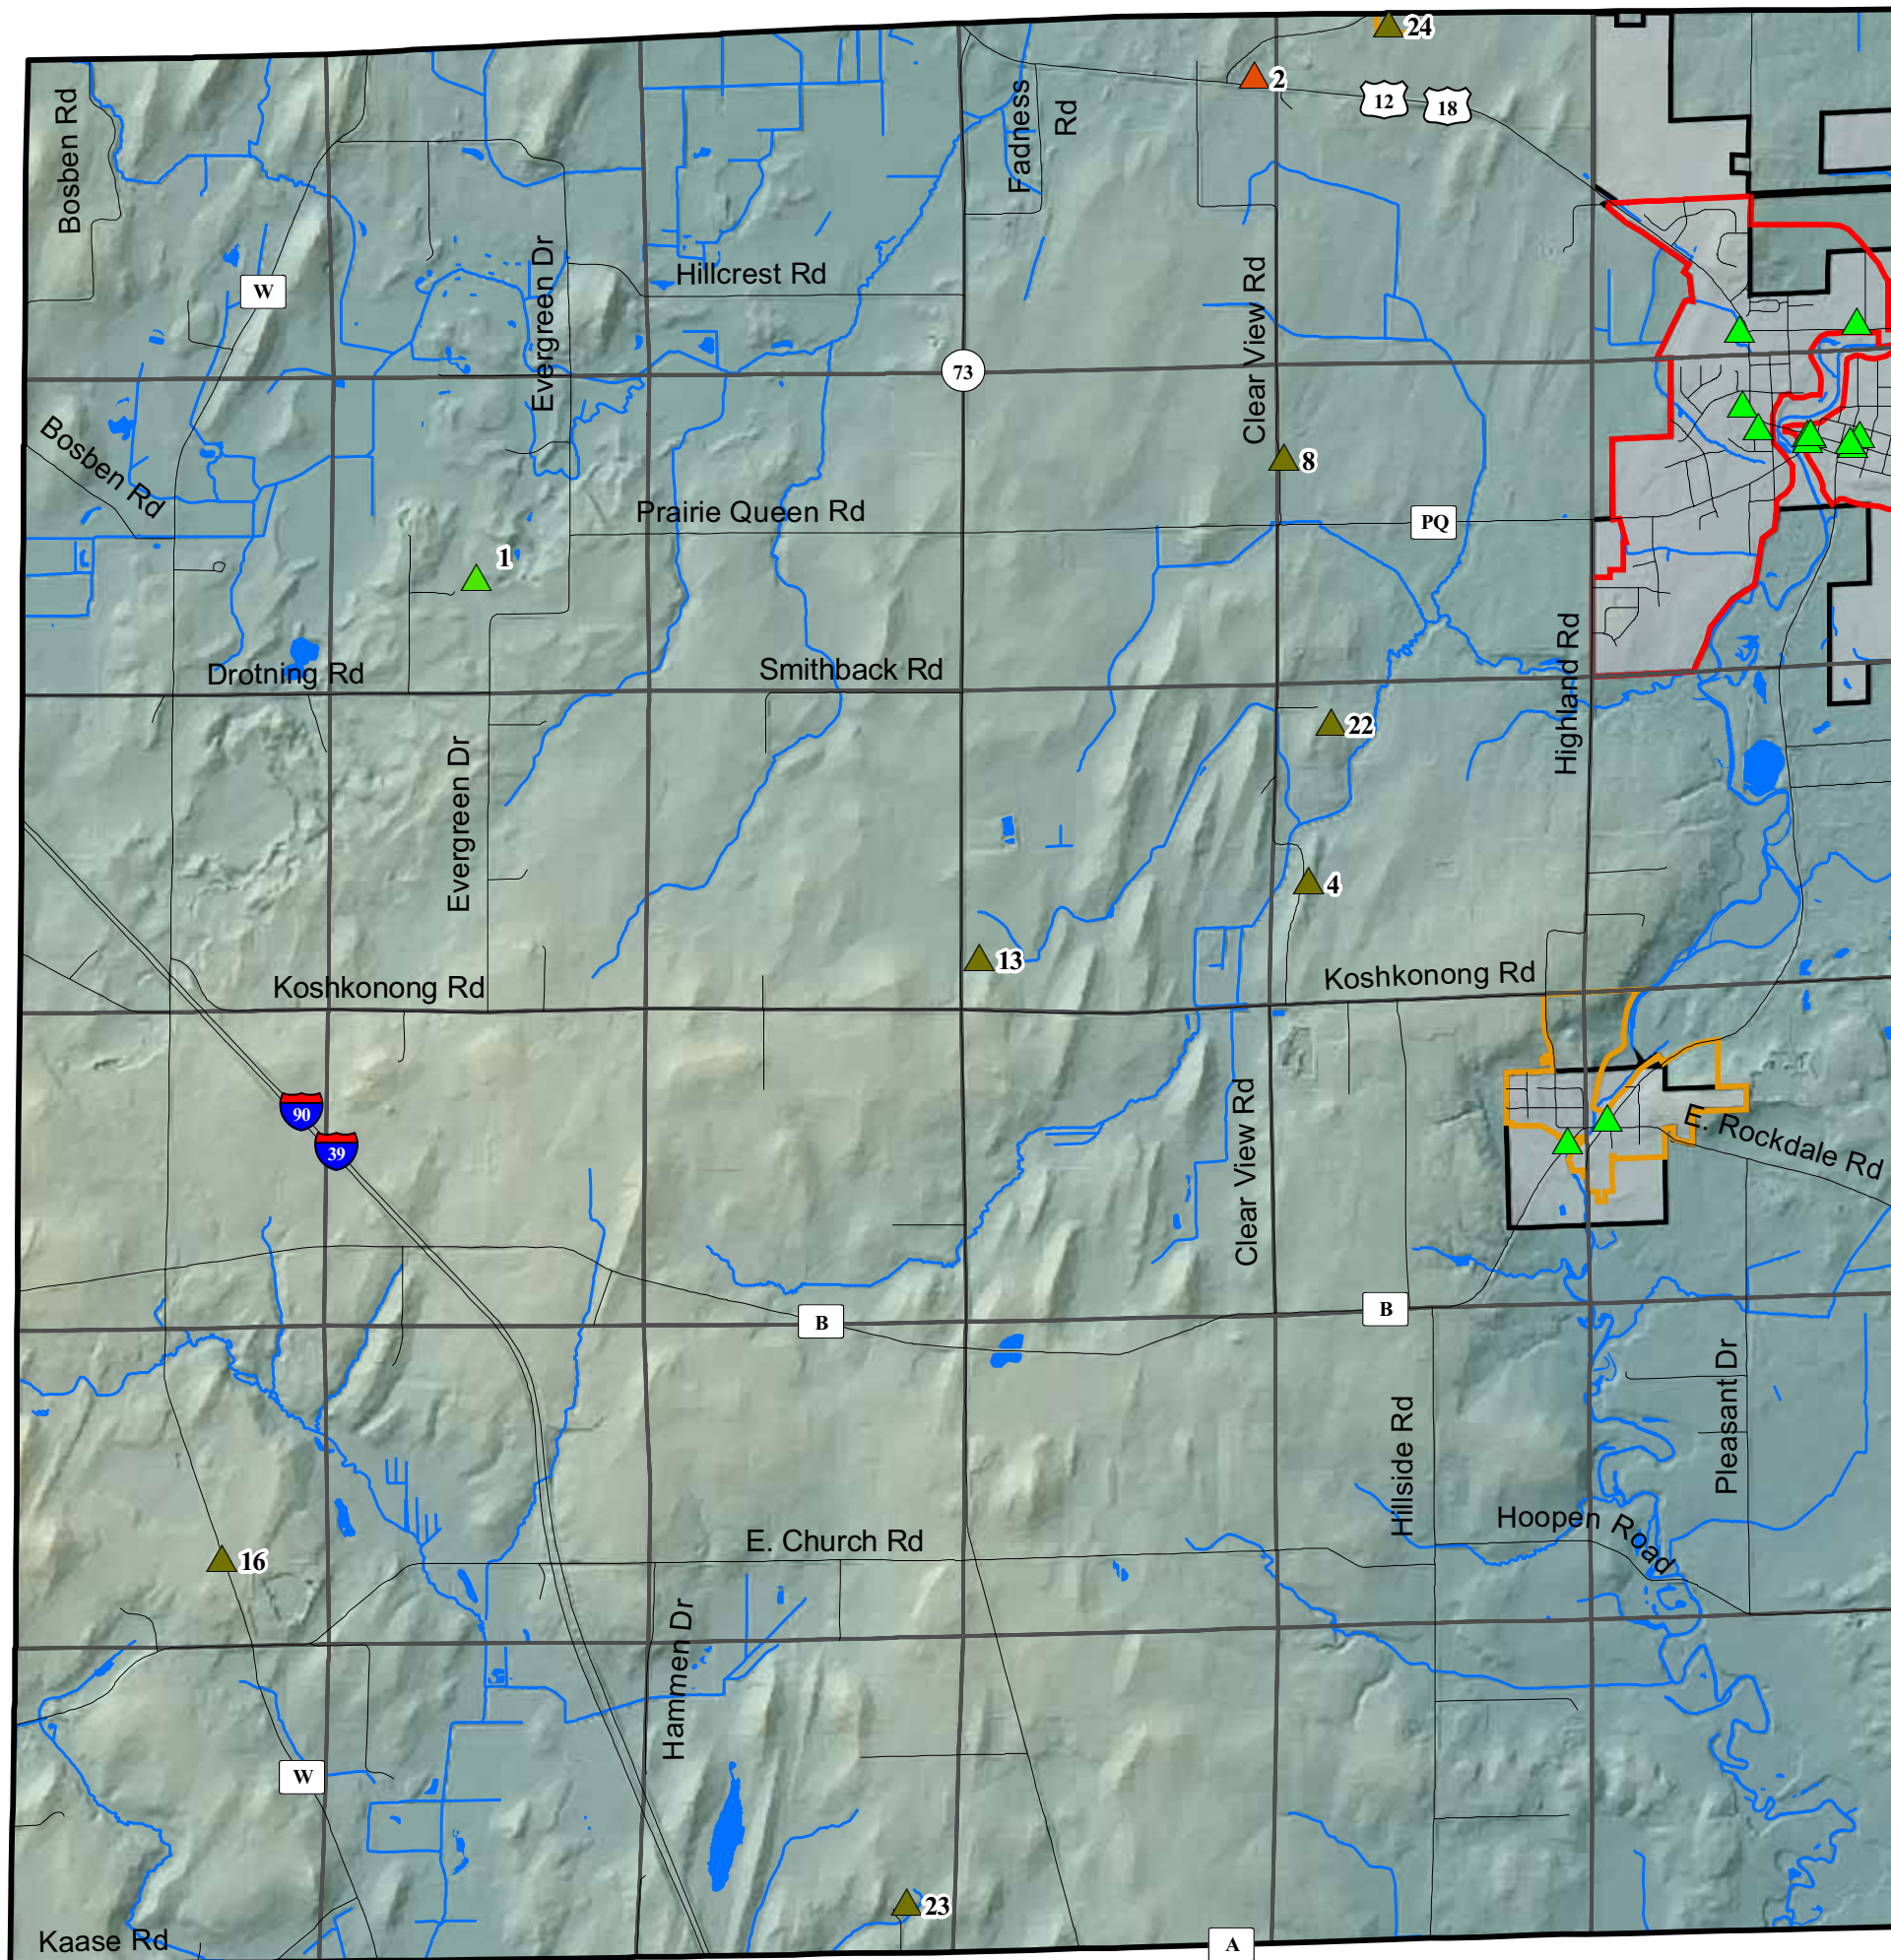 24
2
12
18
Bosben Rd
Fadness
Rd
Evergreen Dr
Hillcrest Rd
W
Clear View Rd
73
Bosben Rd
8
Prairie Queen Rd
PQ
1
Drotning Rd
Smithback Rd
Highland Rd
22
Evergreen Dr
4
13
Koshkonong Rd
Koshkonong Rd
90
39
Clear View Rd
E. Rockdale Rd
B
B
Pleasant Dr
Hillside Rd
Hoopen Road
E. Church Rd
16
Hammen Dr
W
23
Kaase Rd
A